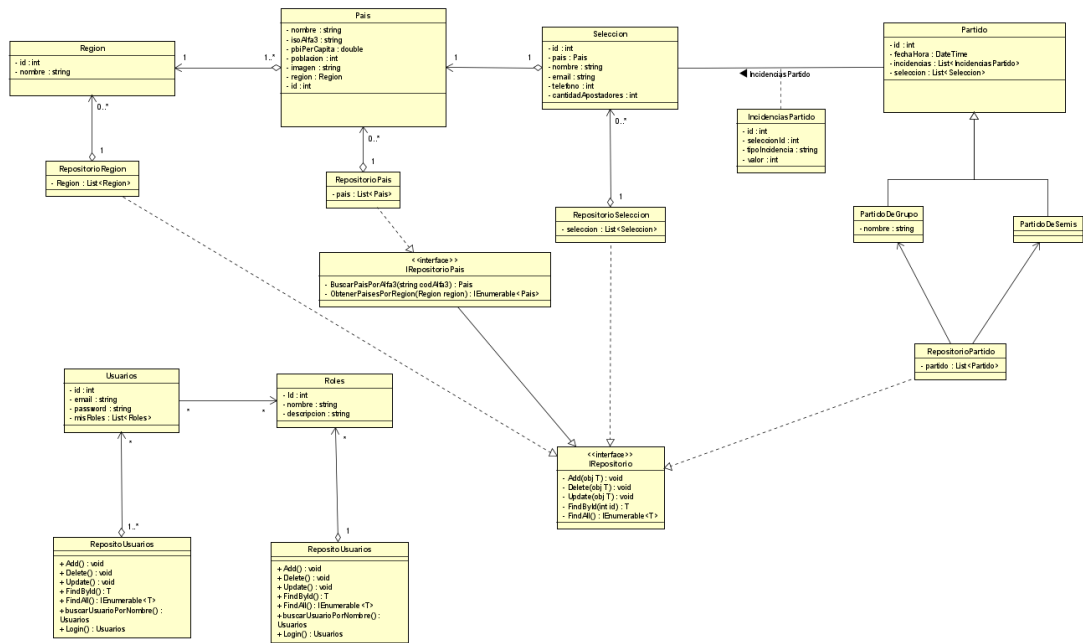 Region
- id : int
- nombre : string
1
1..*
Pais
- nombre : string
- isoAlfa3 : string
- pbiPerCapita : double
- poblacion : int
- imagen : string
- region : Region
- id : int
1
1
Seleccion
- id : int
- pais : Pais
- nombre : string
- email : string
- telefono : int
- cantidadApostadores : int
IncidenciasPartido
Partido
- id : int
- fechaHora : DateTime
- incidencias : List<IncidenciasPartido>
- seleccion : List<Seleccion>
IncidenciasPartido
- id : int
- seleccionId : int
- tipoIncidencia : string
- valor : int
0..*
1
RepositorioRegion
- Region : List<Region>
0..*
1
RepositorioPais
- pais : List<Pais>
0..*
1
RepositorioSeleccion
- seleccion : List<Seleccion>
PartidoDeGrupo
- nombre : string
PartidoDeSemis
<<interface>>
IRepositorioPais
- BuscarPaisPorAlfa3(string codAlfa3) : Pais
- ObtenerPaisesPorRegion(Region region) : IEnumerable<Pais>
RepositorioPartido
- partido : List<Partido>
Usuarios
- id : int
- email : string
- password : string
- misRoles : List<Roles>
*
*
Roles
- Id : int
- nombre : string
- descripcion : string
<<interface>>
IRepositorio
- Add(obj T) : void
- Delete(obj T) : void
- Update(obj T) : void
- FindById(int id) : T
- FindAll() : IEnumerable<T>
*
1..*
RepositoUsuarios
+ Add() : void
+ Delete() : void
+ Update() : void
+ FindById() : T
+ FindAll() : IEnumerable<T>
+buscarUsuarioPorNombre() :
Usuarios
+ Login() : Usuarios
*
1
RepositoUsuarios
+ Add() : void
+ Delete() : void
+ Update() : void
+ FindById() : T
+ FindAll() : IEnumerable<T>
+buscarUsuarioPorNombre() :
Usuarios
+ Login() : Usuarios